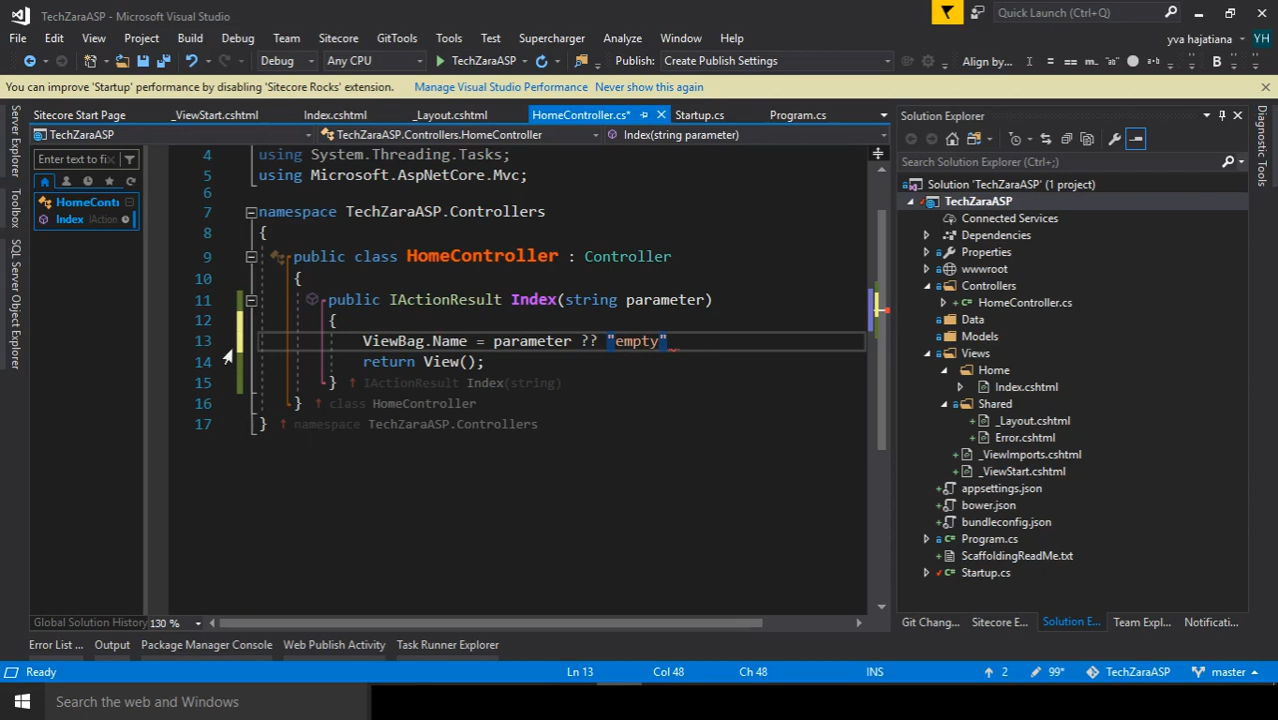 TechZaraASP - Microsoft Visual Studio
Quick Launch (Ctrl+Q)
File Edit View Project Build Debug Team Sitecore GitTools Tools Test Supercharger Analyze Window Help
yva hajatiana YH
Debug Any CPU TechZaraASP Publish: Create Publish Settings Align by... = == m... B
You can improve 'Startup' performance by disabling 'Sitecore Rocks' extension. Manage Visual Studio Performance Never show this again
Sitecore Start Page _ViewStart.cshtml Index.cshtml _Layout.cshtml HomeController.cs* Startup.cs Program.cs
TechZaraASP TechZaraASP.Controllers.HomeController Index(string parameter)
Server Explorer
Toolbox
SQL Server Object Explorer
Enter text to fi
HomeContr
Index IAction
Global Solution History
4 using System.Threading.Tasks;
5 using Microsoft.AspNetCore.Mvc;
6
7 namespace TechZaraASP.Controllers
8 {
9 public class HomeController : Controller
10 {
11 public IActionResult Index(string parameter)
12 {
13 ViewBag.Name = parameter ?? "empty"
14 return View();
15 } IActionResult Index(string)
16 } class HomeController
17 } namespace TechZaraASP.Controllers
130 %
Solution Explorer
Search Solution Explorer (Ctrl+;)
Solution 'TechZaraASP' (1 project)
TechZaraASP
Connected Services
Dependencies
Properties
wwwroot
Controllers
HomeController.cs
Data
Models
Views
Home
Index.cshtml
Shared
_Layout.cshtml
Error.cshtml
_ViewImports.cshtml
_ViewStart.cshtml
appsettings.json
bower.json
bundleconfig.json
Program.cs
ScaffoldingReadMe.txt
Startup.cs
Git Chang... Sitecore E... Solution E... Team Expl... Notificati...
Diagnostic Tools
Error List ... Output Package Manager Console Web Publish Activity Task Runner Explorer
Ready Ln 13 Col 48 Ch 48 INS 2 99* TechZaraASP master
Search the web and Windows